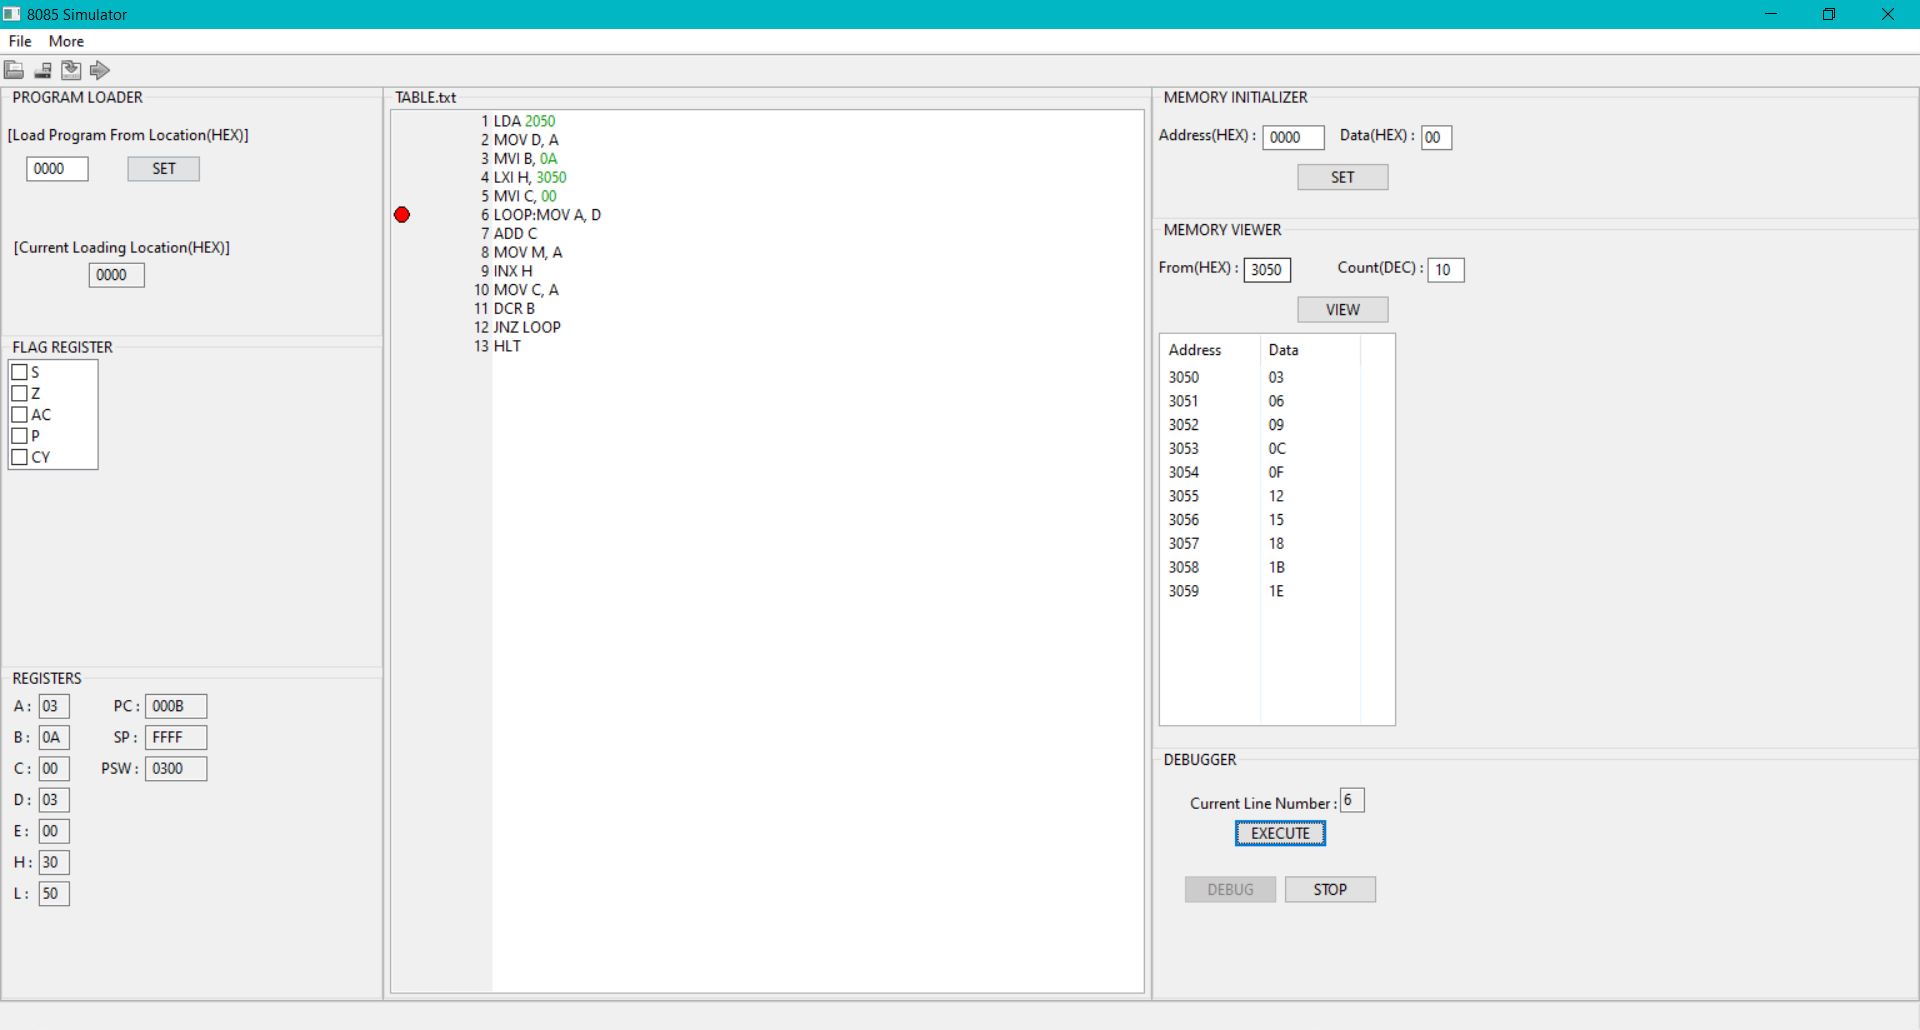 8085 Simulator
File More
PROGRAM LOADER
[Load Program From Location(HEX)]
0000 SET
[Current Loading Location(HEX)]
0000
FLAG REGISTER
S
Z
AC
P
CY
REGISTERS
A : 03 PC : 000B
B : 0A SP : FFFF
C : 00 PSW : 0300
D : 03
E : 00
H : 30
L : 50
TABLE.txt
1 LDA 2050
2 MOV D, A
3 MVI B, 0A
4 LXI H, 3050
5 MVI C, 00
6 LOOP:MOV A, D
7 ADD C
8 MOV M, A
9 INX H
10 MOV C, A
11 DCR B
12 JNZ LOOP
13 HLT
MEMORY INITIALIZER
Address(HEX) : 0000 Data(HEX) : 00
SET
MEMORY VIEWER
From(HEX) : 3050 Count(DEC) : 10
VIEW
Address Data
3050 03
3051 06
3052 09
3053 0C
3054 0F
3055 12
3056 15
3057 18
3058 1B
3059 1E
DEBUGGER
Current Line Number : 6
EXECUTE
DEBUG STOP